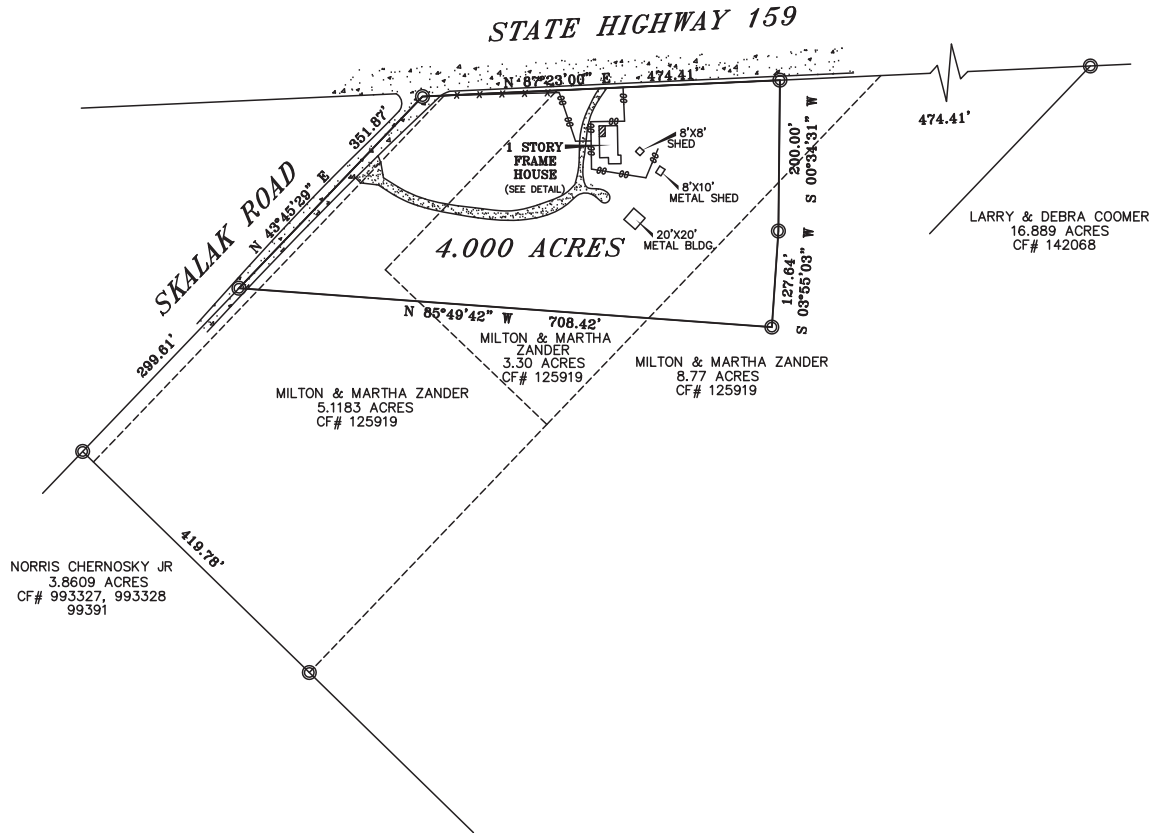 STATE HIGHWAY 159
N 87°23'00" E 474.41'
474.41'
351.87'
N 43°45'29" E
SKALAK ROAD
299.61'
1 STORY
FRAME
HOUSE
(SEE DETAIL)
8'X8'
SHED
8'X10'
METAL SHED
20'X20'
METAL BLDG
200.00'
S 00°34'31" W
127.64'
S 03°55'03" W
4.000 ACRES
N 85°49'42" W 708.42'
LARRY & DEBRA COOMER
16.889 ACRES
CF# 142068
MILTON & MARTHA
ZANDER
3.30 ACRES
CF# 125919
MILTON & MARTHA ZANDER
8.77 ACRES
CF# 125919
MILTON & MARTHA ZANDER
5.1183 ACRES
CF# 125919
419.78'
NORRIS CHERNOSKY JR
3.8609 ACRES
CF# 993327, 993328
99391